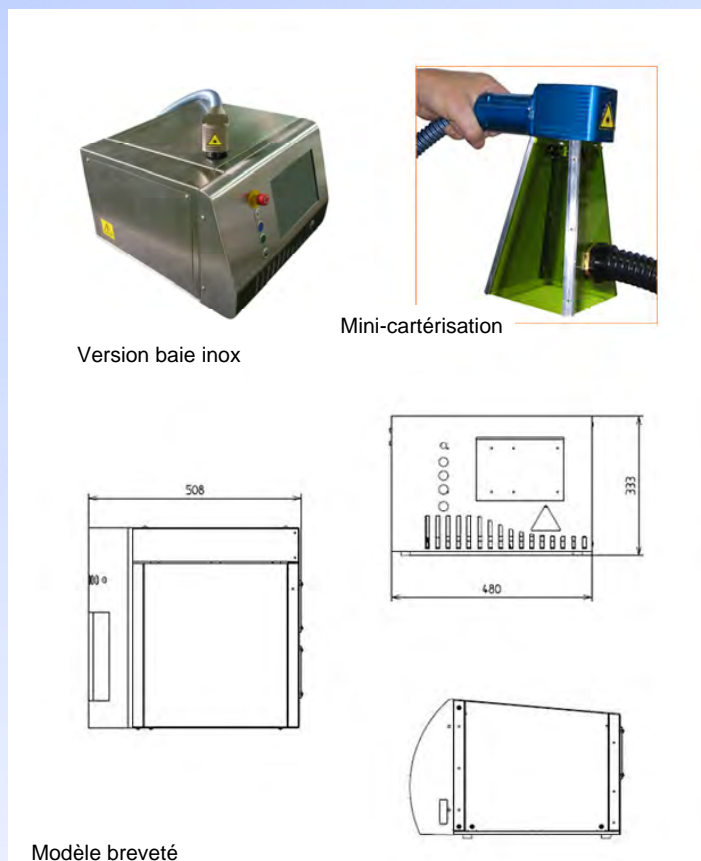 Version baie inox
Mini-cartérisation
508
333
480
Modèle breveté